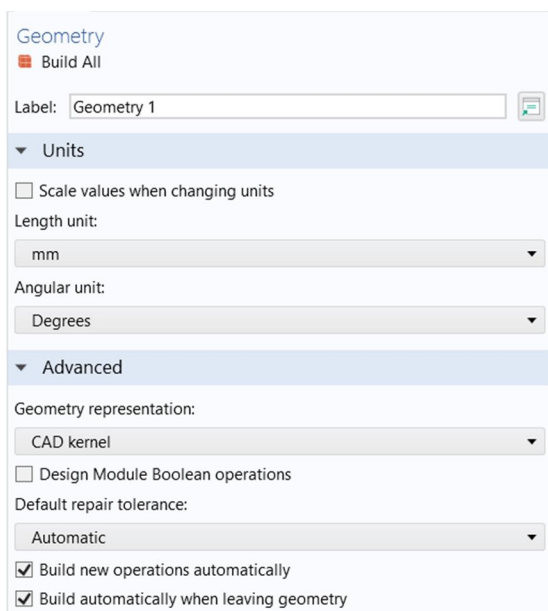 Geometry
Build All
Label: Geometry 1
Units
Scale values when changing units
Length unit:
mm
Angular unit:
Degrees
Advanced
Geometry representation:
CAD kernel
Design Module Boolean operations
Default repair tolerance:
Automatic
Build new operations automatically
Build automatically when leaving geometry